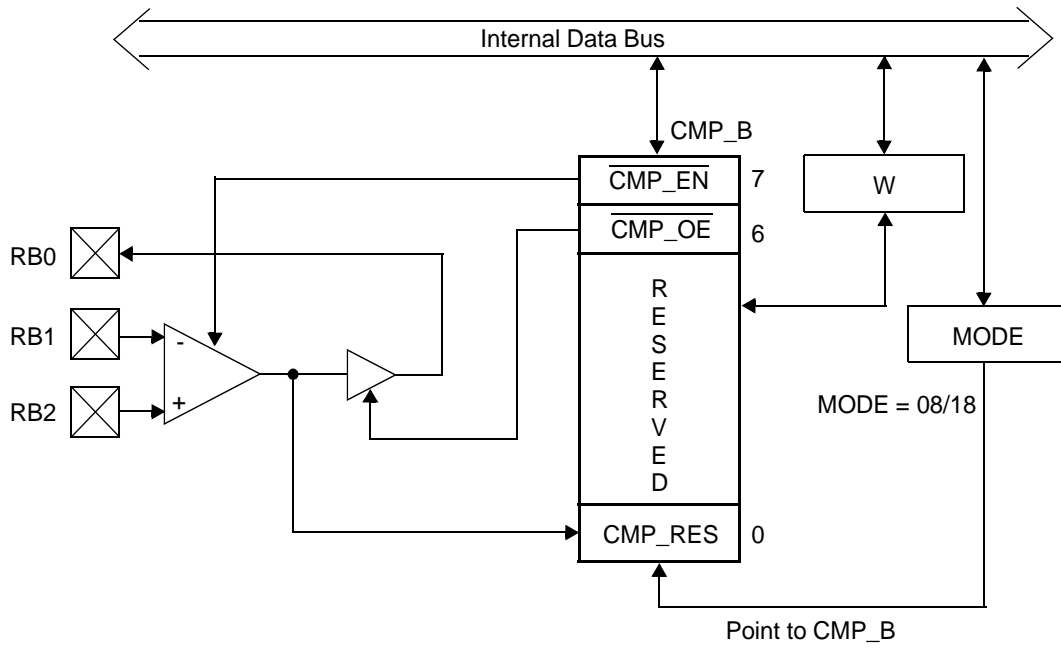 Internal Data Bus
CMP_B
CMP_EN 7
W
CMP_OE 6
RB0
R
E
S
E
R
V
E
D
RB1
-
MODE
RB2
+
MODE = 08/18
CMP_RES 0
Point to CMP_B